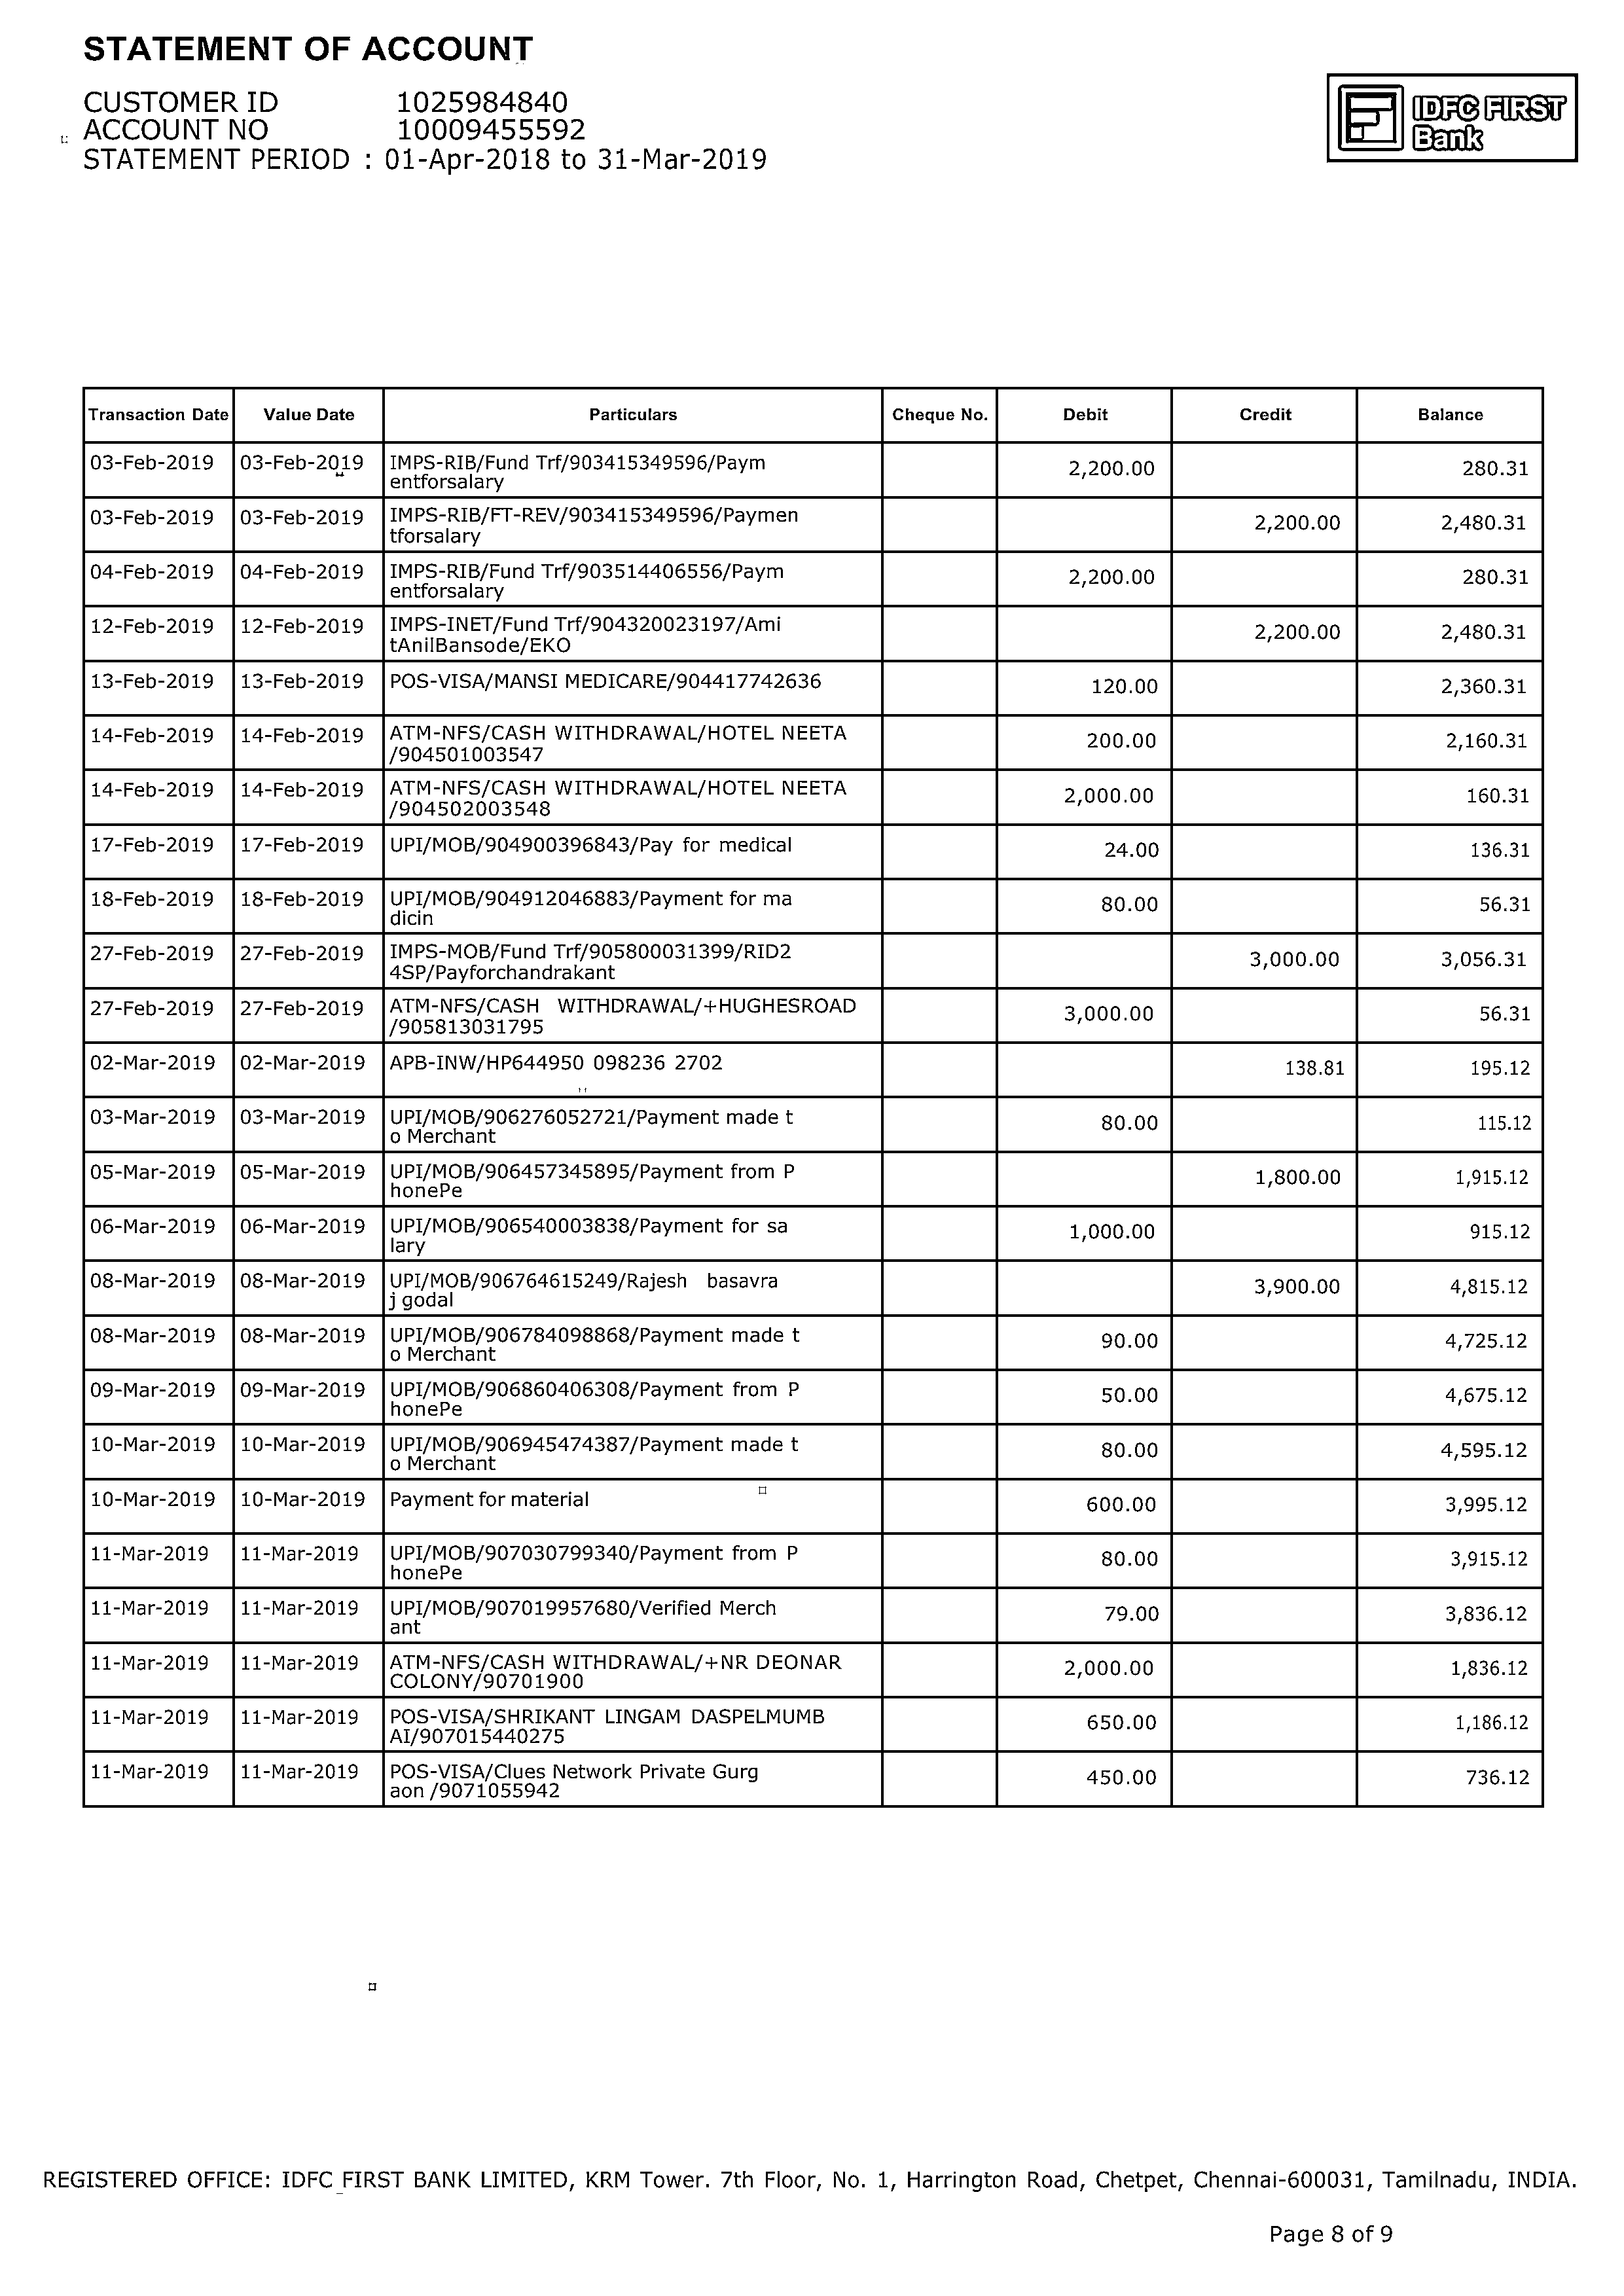 STATEMENT OF ACCOUNT
CUSTOMER ID 1025984840
ACCOUNT NO 10009455592
STATEMENT PERIOD : 01-Apr-2018 to 31-Mar-2019
IDFC FIRST
Bank
Transaction Date Value Date Particulars Cheque No. Debit Credit Balance
03-Feb-2019 03-Feb-2019 IMPS-RIB/Fund Trf/903415349596/Paym 2,200.00 280.31
entforsalary
03-Feb-2019 03-Feb-2019 IMPS-RIB/FT-REV/903415349596/Paymen 2,200.00 2,480.31
tforsalary
04-Feb-2019 04-Feb-2019 IMPS-RIB/Fund Trf/903514406556/Paym 2,200.00 280.31
entforsalary
12-Feb-2019 12-Feb-2019 IMPS-INET/Fund Trf/904320023197/Ami 2,200.00 2,480.31
tAnilBansode/EKO
13-Feb-2019 13-Feb-2019 POS-VISA/MANSI MEDICARE/904417742636 120.00 2,360.31
14-Feb-2019 14-Feb-2019 ATM-NFS/CASH WITHDRAWAL/HOTEL NEETA 200.00 2,160.31
/904501003547
14-Feb-2019 14-Feb-2019 ATM-NFS/CASH WITHDRAWAL/HOTEL NEETA 2,000.00 160.31
/904502003548
17-Feb-2019 17-Feb-2019 UPI/MOB/904900396843/Pay for medical 24.00 136.31
18-Feb-2019 18-Feb-2019 UPI/MOB/904912046883/Payment for ma 80.00 56.31
dicin
27-Feb-2019 27-Feb-2019 IMPS-MOB/Fund Trf/905800031399/RID2 3,000.00 3,056.31
4SP/Payforchandrakant
27-Feb-2019 27-Feb-2019 ATM-NFS/CASH WITHDRAWAL/+HUGHESROAD 3,000.00 56.31
/905813031795
02-Mar-2019 02-Mar-2019 APB-INW/HP644950 098236 2702 138.81 195.12
03-Mar-2019 03-Mar-2019 UPI/MOB/906276052721/Payment made t 80.00 115.12
o Merchant
05-Mar-2019 05-Mar-2019 UPI/MOB/906457345895/Payment from P 1,800.00 1,915.12
honePe
06-Mar-2019 06-Mar-2019 UPI/MOB/906540003838/Payment for sa 1,000.00 915.12
lary
08-Mar-2019 08-Mar-2019 UPI/MOB/906764615249/Rajesh basavra 3,900.00 4,815.12
j godal
08-Mar-2019 08-Mar-2019 UPI/MOB/906784098868/Payment made t 90.00 4,725.12
o Merchant
09-Mar-2019 09-Mar-2019 UPI/MOB/906860406308/Payment from P 50.00 4,675.12
honePe
10-Mar-2019 10-Mar-2019 UPI/MOB/906945474387/Payment made t 80.00 4,595.12
o Merchant
10-Mar-2019 10-Mar-2019 Payment for material 600.00 3,995.12
11-Mar-2019 11-Mar-2019 UPI/MOB/907030799340/Payment from P 80.00 3,915.12
honePe
11-Mar-2019 11-Mar-2019 UPI/MOB/907019957680/Verified Merch 79.00 3,836.12
ant
11-Mar-2019 11-Mar-2019 ATM-NFS/CASH WITHDRAWAL/+NR DEONAR 2,000.00 1,836.12
COLONY/90701900
11-Mar-2019 11-Mar-2019 POS-VISA/SHRIKANT LINGAM DASPELMUMB 650.00 1,186.12
AI/907015440275
11-Mar-2019 11-Mar-2019 POS-VISA/Clues Network Private Gurg 450.00 736.12
aon /9071055942
REGISTERED OFFICE: IDFC FIRST BANK LIMITED, KRM Tower. 7th Floor, No. 1, Harrington Road, Chetpet, Chennai-600031, Tamilnadu, INDIA.
Page 8 of 9